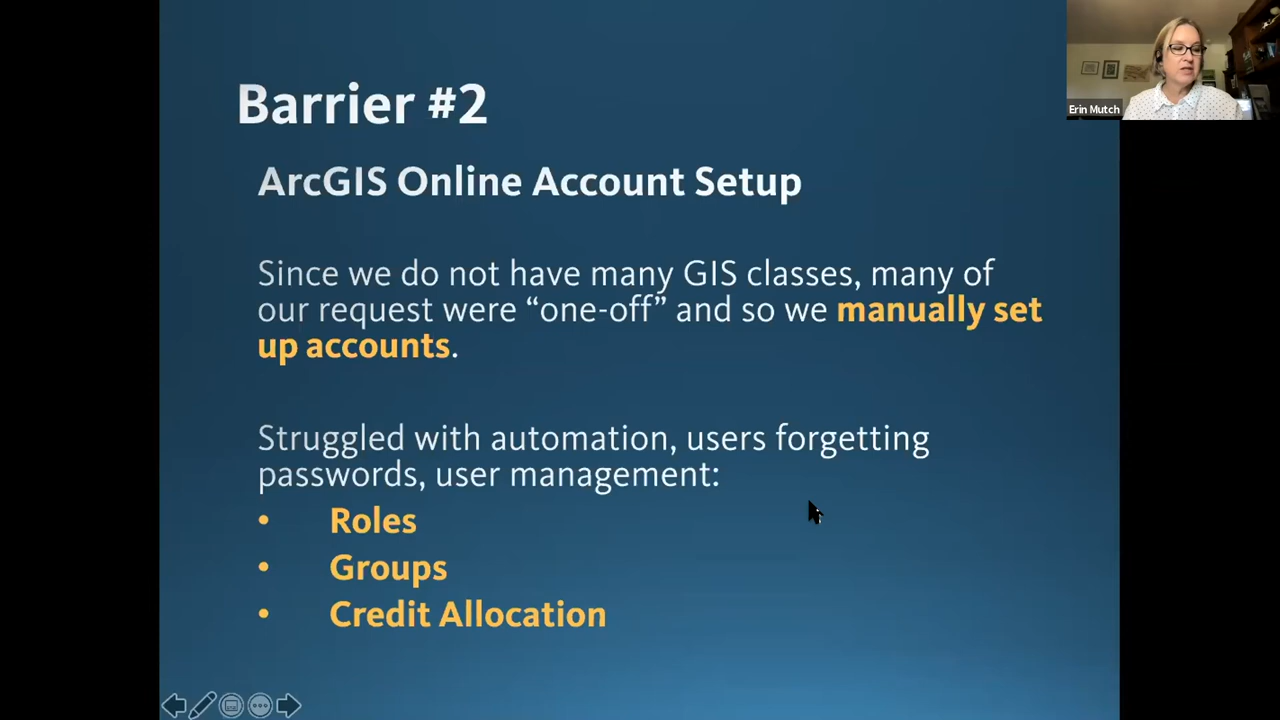 Barrier #2
ArcGIS Online Account Setup
Since we do not have many GIS classes, many of
our request were “one-off” and so we manually set
up accounts.
Struggled with automation, users forgetting
passwords, user management:
• Roles
• Groups
• Credit Allocation
Erin Mutch